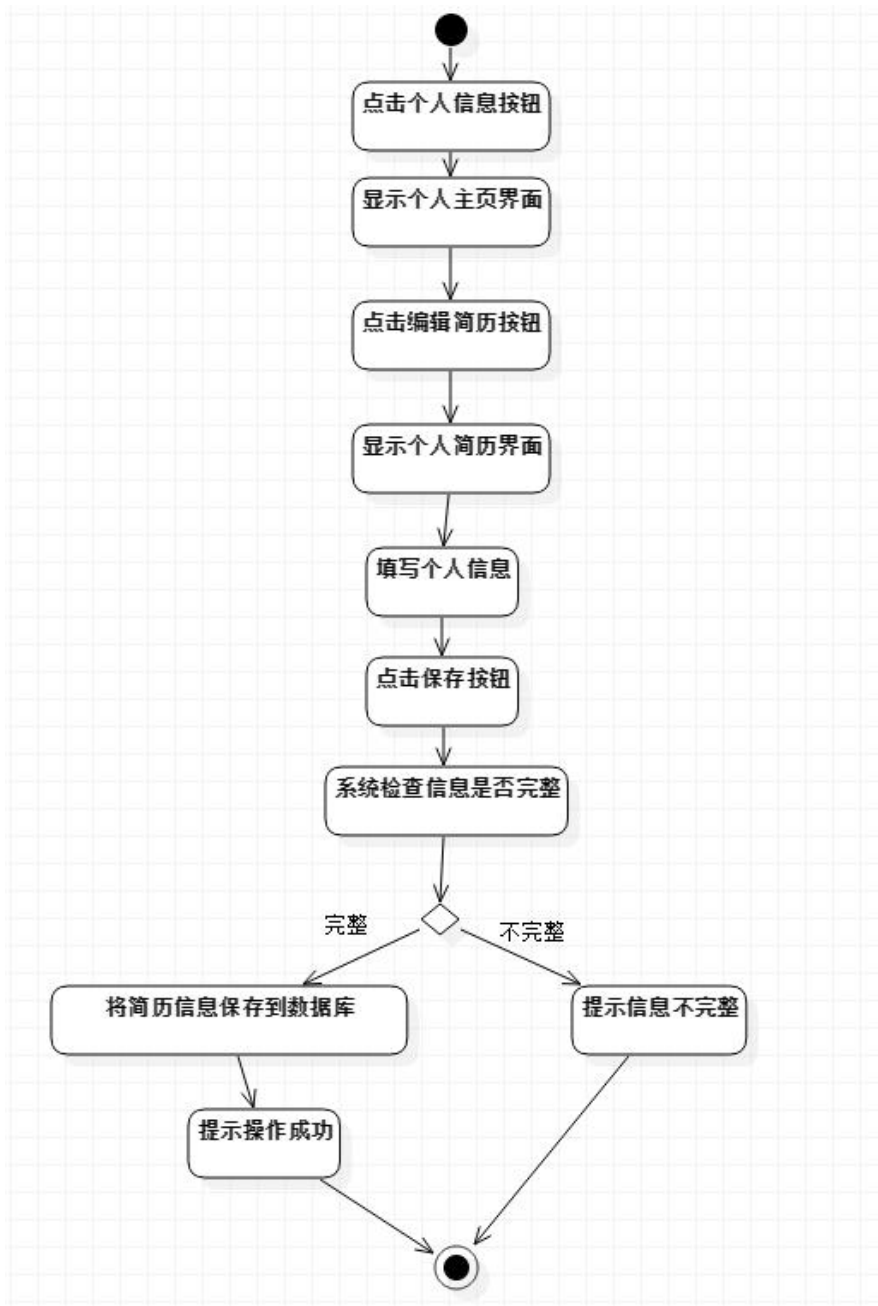 点击个人信息按钮
显示个人主页界面
点击编辑简历按钮
显示个人简历界面
填写个人信息
点击保存按钮
系统检查信息是否完整
完整
不完整
将简历信息保存到数据库
提示信息不完整
提示操作成功